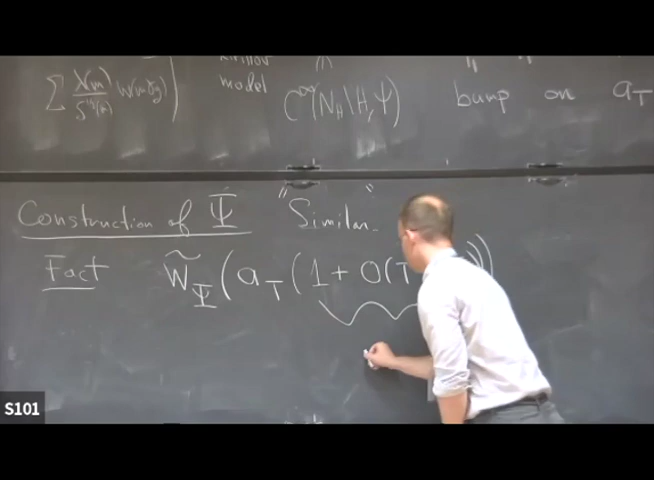 ∑ λ(m)/δ^{1/2}(a) W(m a g)
model
C^∞(N_H\H, ψ)
bump on a_T
Construction of Ψ "Similar"
Fact W̃_Ψ(a_T(1 + O(T
S101